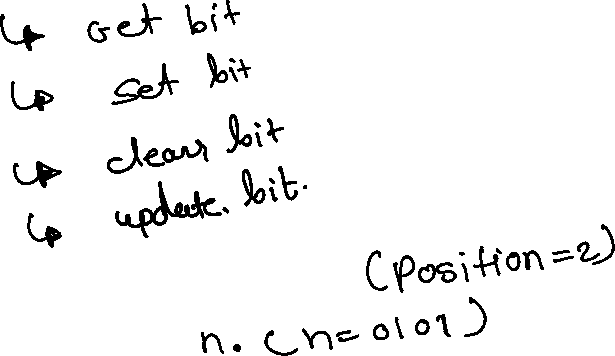 ↳ Get bit
↳ set bit
↳ clear bit
↳ update bit.
(Position=2)
n. (n=0101)